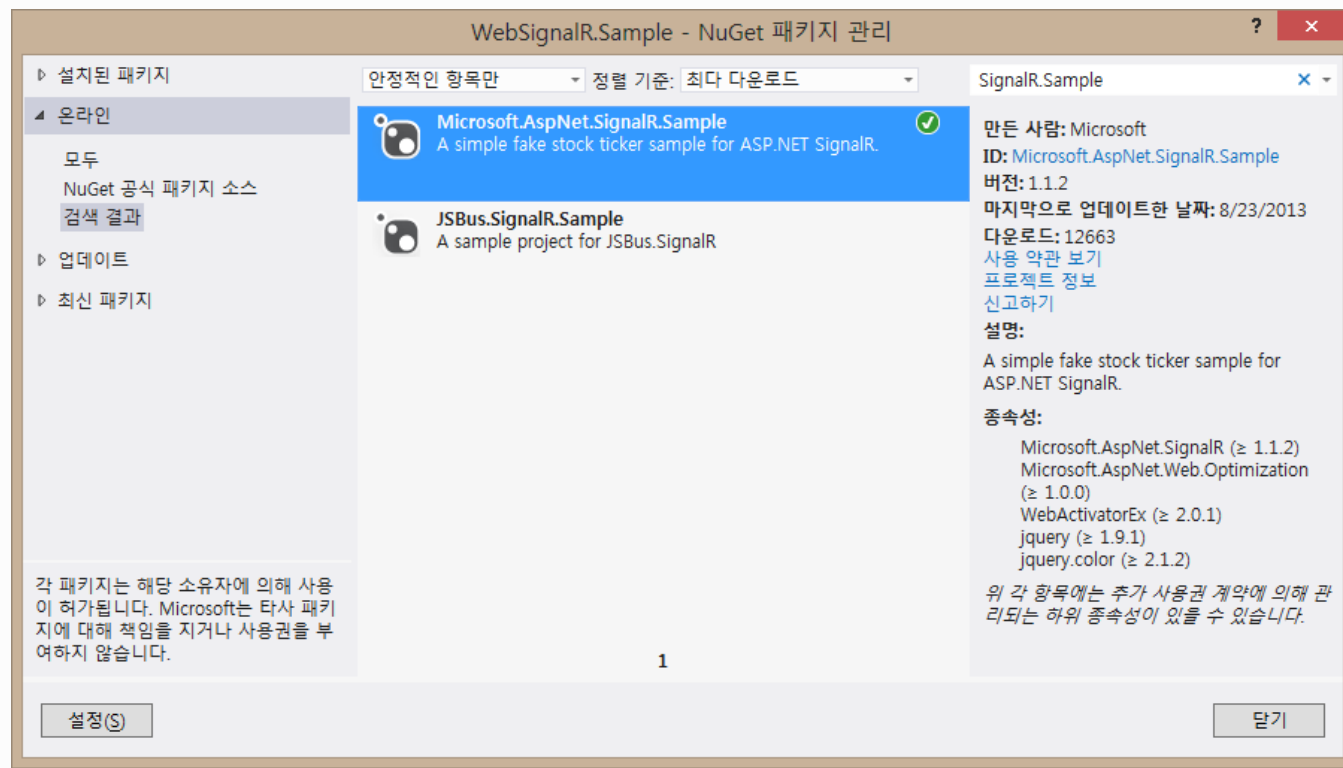 WebSignalR.Sample - NuGet 패키지 관리
설치된 패키지
온라인
모두
NuGet 공식 패키지 소스
검색 결과
업데이트
최신 패키지
각 패키지는 해당 소유자에 의해 사용
이 허가됩니다. Microsoft는 타사 패키
지에 대해 책임을 지거나 사용권을 부
여하지 않습니다.
안정적인 항목만 정렬 기준: 최다 다운로드
Microsoft.AspNet.SignalR.Sample
A simple fake stock ticker sample for ASP.NET SignalR.
JSBus.SignalR.Sample
A sample project for JSBus.SignalR
1
SignalR.Sample
만든 사람: Microsoft
ID: Microsoft.AspNet.SignalR.Sample
버전: 1.1.2
마지막으로 업데이트한 날짜: 8/23/2013
다운로드: 12663
사용 약관 보기
프로젝트 정보
신고하기
설명:
A simple fake stock ticker sample for
ASP.NET SignalR.
종속성:
Microsoft.AspNet.SignalR (≥ 1.1.2)
Microsoft.AspNet.Web.Optimization
(≥ 1.0.0)
WebActivatorEx (≥ 2.0.1)
jquery (≥ 1.9.1)
jquery.color (≥ 2.1.2)
위 각 항목에는 추가 사용권 계약에 의해 관
리되는 하위 종속성이 있을 수 있습니다.
설정(S)
닫기